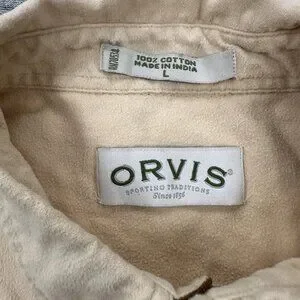 100% COTTON
MADE IN INDIA
L
ORVIS®
SPORTING TRADITIONS
Since 1856